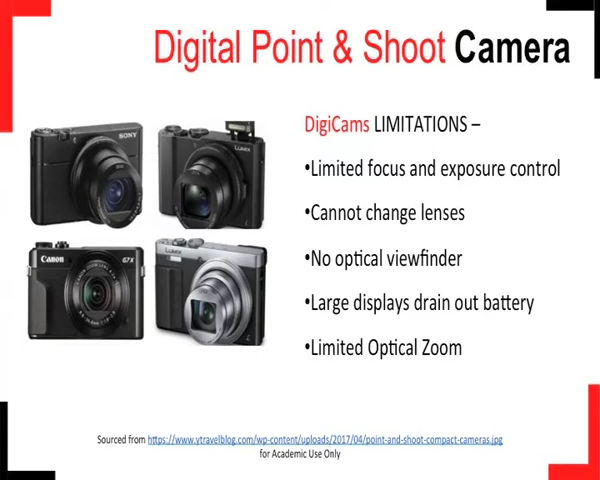 Digital Point & Shoot Camera
DigiCams LIMITATIONS –
•Limited focus and exposure control
•Cannot change lenses
•No optical viewfinder
•Large displays drain out battery
•Limited Optical Zoom
SONY
LUMIX
Canon
G7X
LUMIX
Sourced from https://www.ytravelblog.com/wp-content/uploads/2017/04/point-and-shoot-compact-cameras.jpg
for Academic Use Only